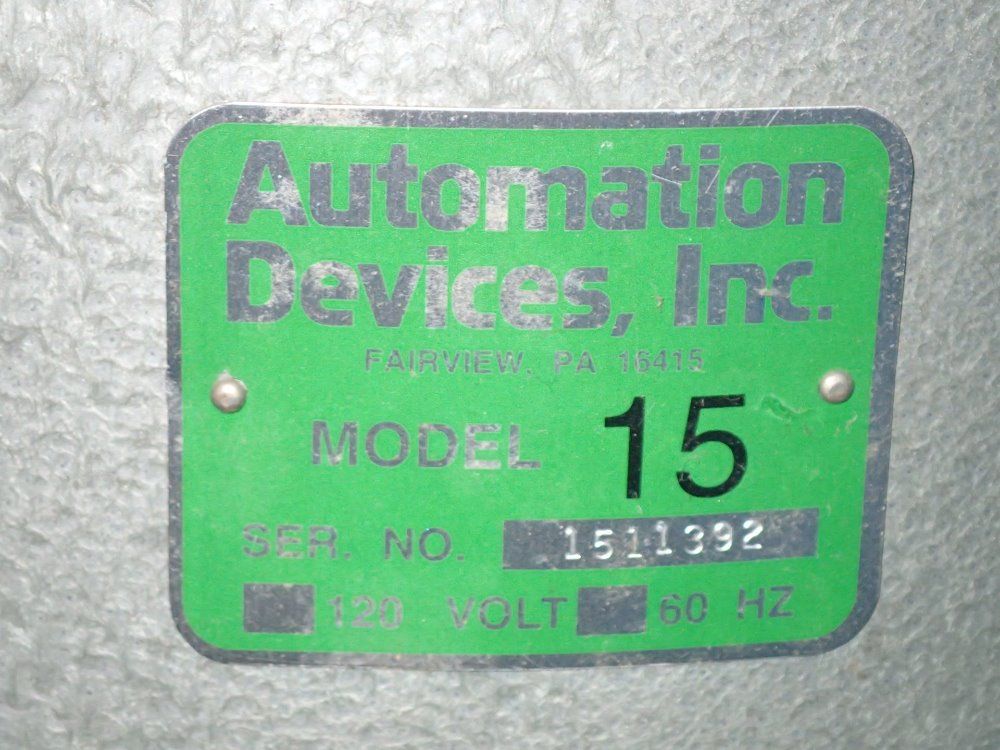 Automation
Devices, Inc.
FAIRVIEW, PA 16415
MODEL 15
SER. NO. 1511392
120 VOLT 60 HZ